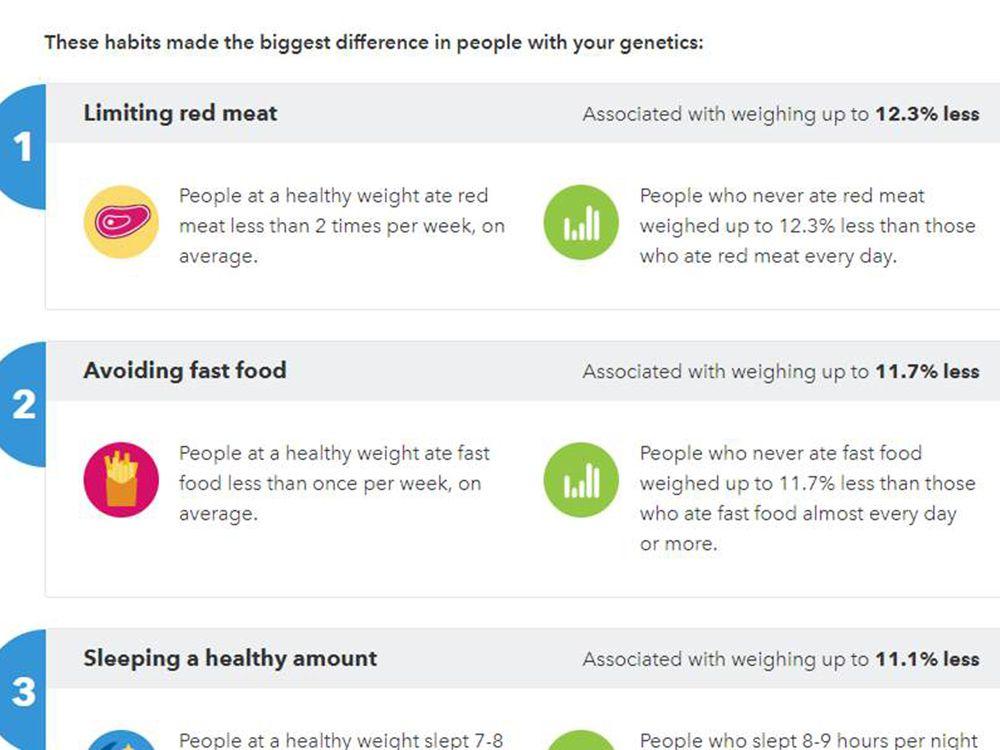 These habits made the biggest difference in people with your genetics:
1
Limiting red meat
Associated with weighing up to 12.3% less
People at a healthy weight ate red
meat less than 2 times per week, on
average.
People who never ate red meat
weighed up to 12.3% less than those
who ate red meat every day.
2
Avoiding fast food
Associated with weighing up to 11.7% less
People at a healthy weight ate fast
food less than once per week, on
average.
People who never ate fast food
weighed up to 11.7% less than those
who ate fast food almost every day
or more.
3
Sleeping a healthy amount
Associated with weighing up to 11.1% less
People at a healthy weight slept 7-8
People who slept 8-9 hours per night